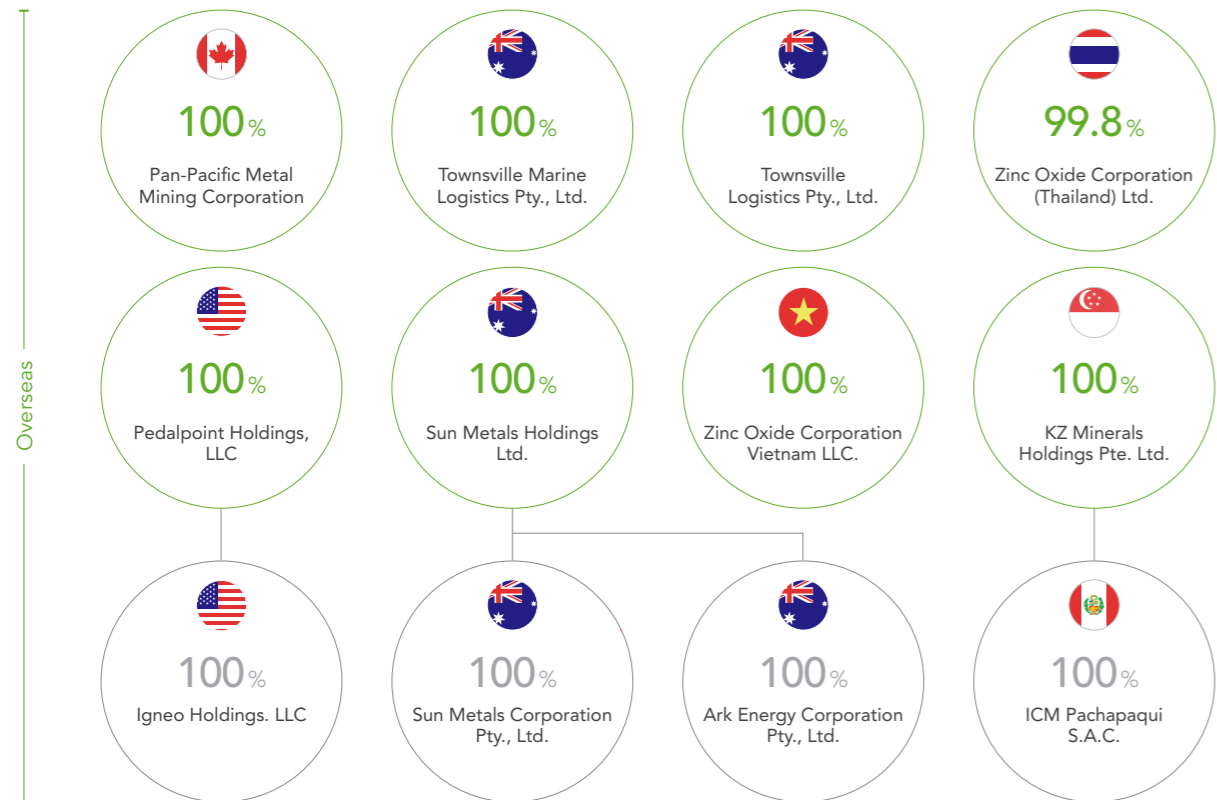 Overseas
100%
Pan-Pacific Metal
Mining Corporation
100%
Townsville Marine
Logistics Pty., Ltd.
100%
Townsville
Logistics Pty., Ltd.
99.8%
Zinc Oxide Corporation
(Thailand) Ltd.
100%
Pedalpoint Holdings,
LLC
100%
Sun Metals Holdings
Ltd.
100%
Zinc Oxide Corporation
Vietnam LLC.
100%
KZ Minerals
Holdings Pte. Ltd.
100%
Igneo Holdings. LLC
100%
Sun Metals Corporation
Pty., Ltd.
100%
Ark Energy Corporation
Pty., Ltd.
100%
ICM Pachapaqui
S.A.C.